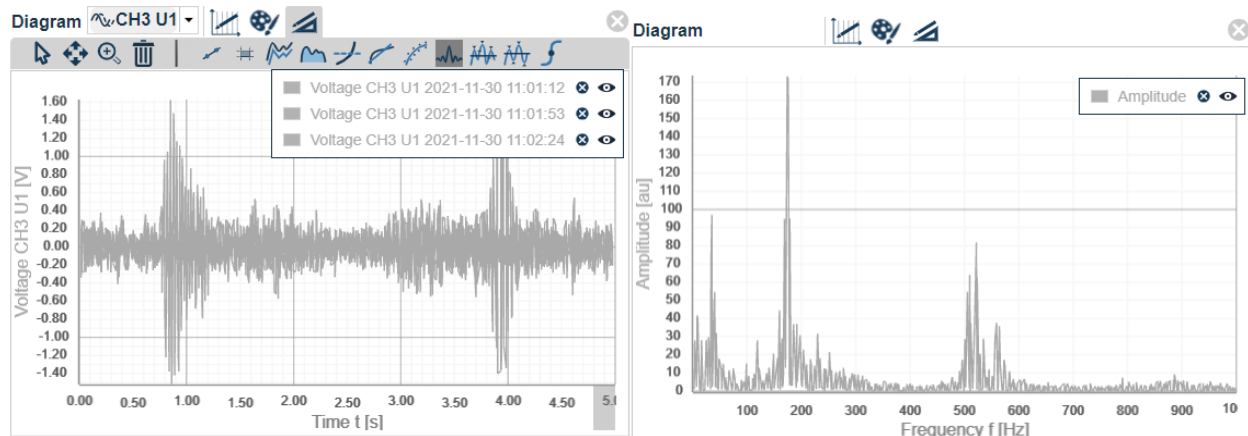 Diagram CH3 U1
Voltage CH3 U1 2021-11-30 11:01:12
Voltage CH3 U1 2021-11-30 11:01:53
Voltage CH3 U1 2021-11-30 11:02:24
1.60
1.40
1.20
1.00
0.80
0.60
0.40
0.20
0.00
-0.20
-0.40
-0.60
-0.80
-1.00
-1.20
-1.40
Voltage CH3 U1 [V]
0.00 0.50 1.00 1.50 2.00 2.50 3.00 3.50 4.00 4.50 5.0
Time t [s]
Diagram
Amplitude
170
160
150
140
130
120
110
100
90
80
70
60
50
40
30
20
10
0
Amplitude [au]
100 200 300 400 500 600 700 800 900 10
Frequency f [Hz]